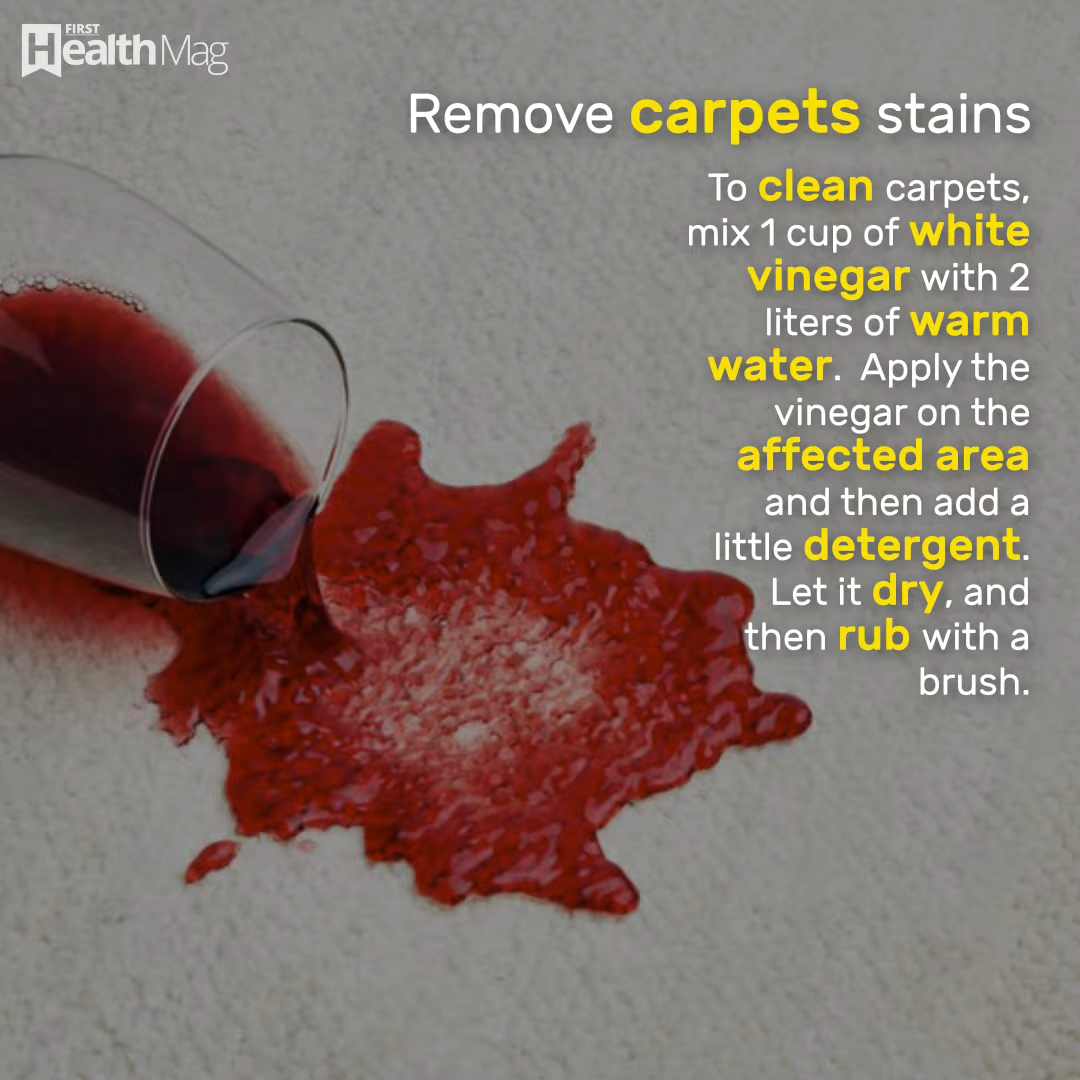 FIRST
HealthMag
Remove carpets stains
To clean carpets,
mix 1 cup of white
vinegar with 2
liters of warm
water.  Apply the
vinegar on the
affected area
and then add a
little detergent.
Let it dry, and
then rub with a
brush.